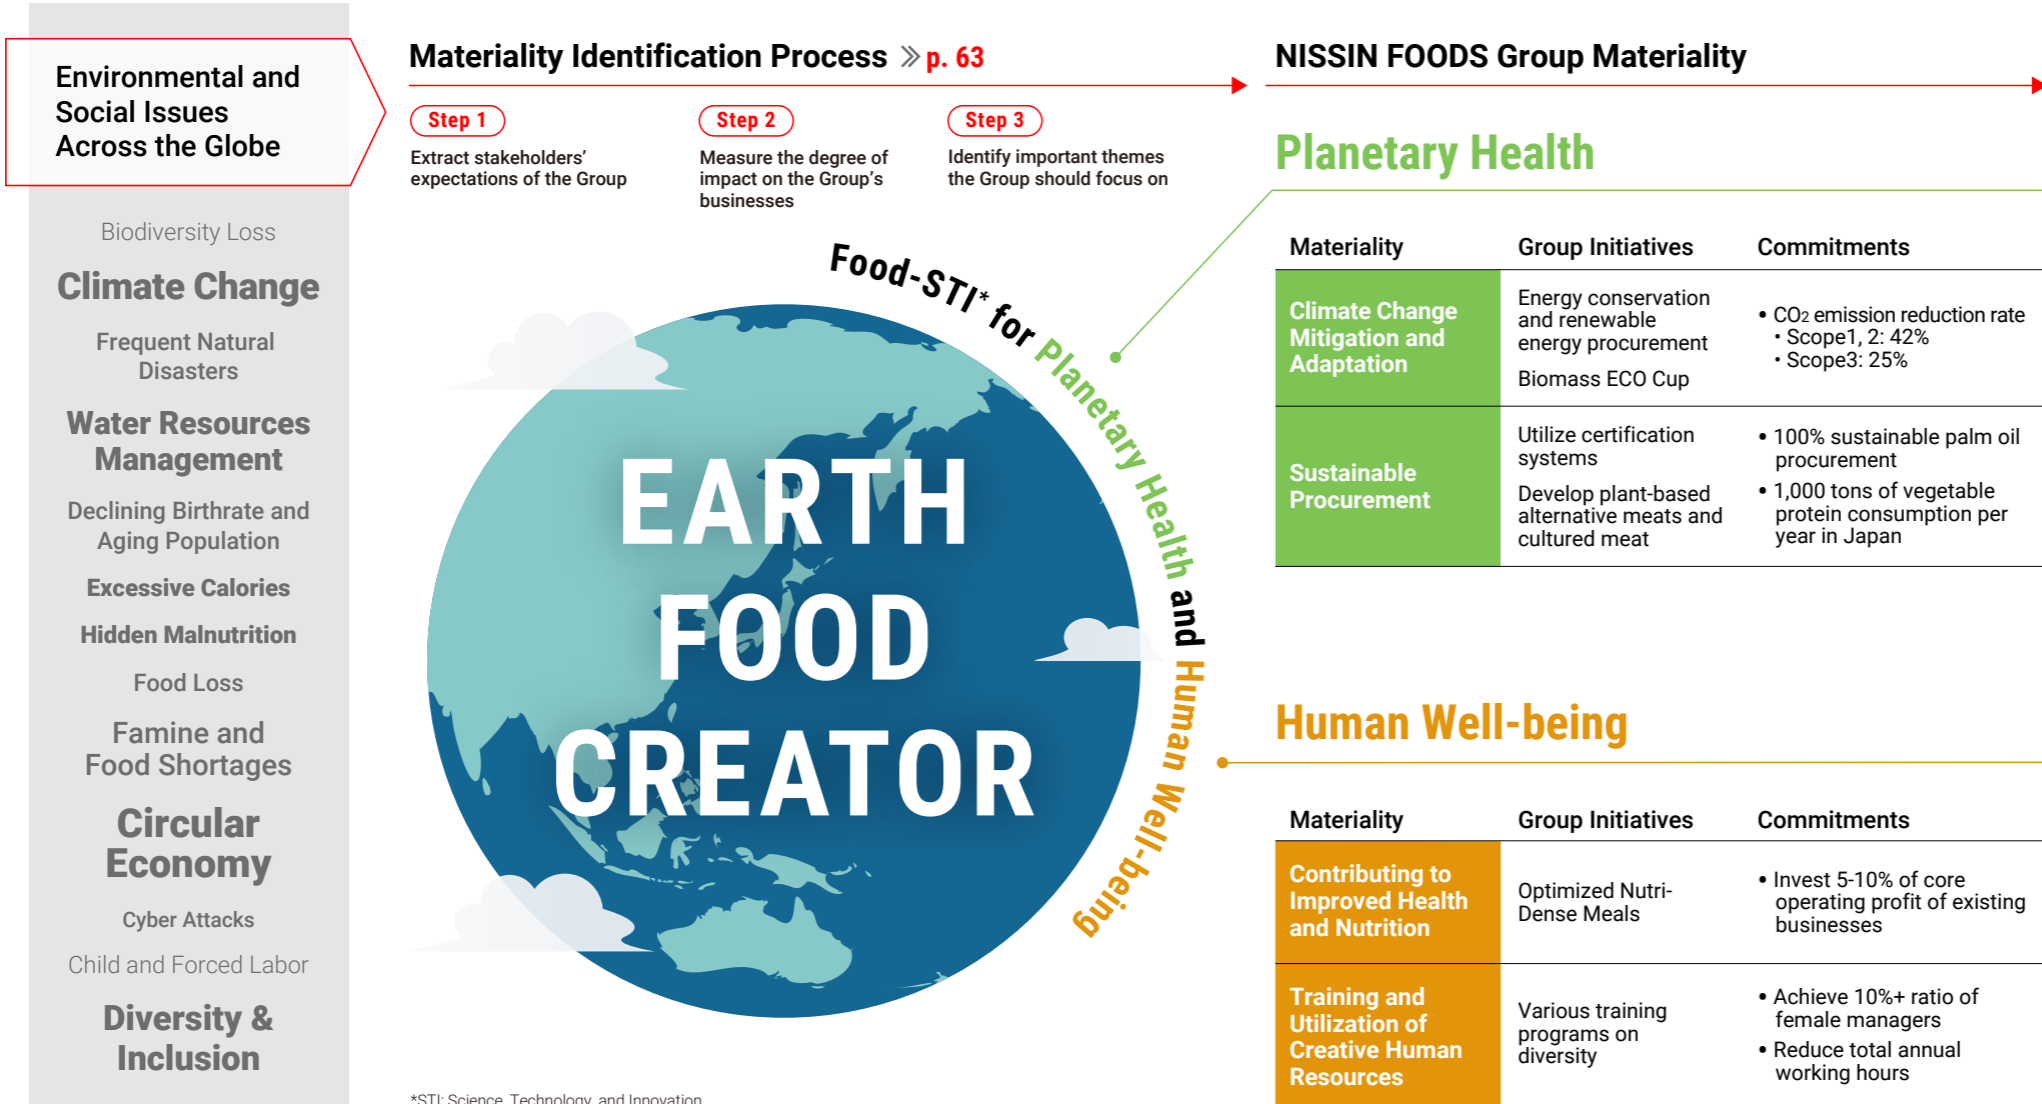 Environmental and
Social Issues
Across the Globe
Biodiversity Loss
Climate Change
Frequent Natural
Disasters
Water Resources
Management
Declining Birthrate and
Aging Population
Excessive Calories
Hidden Malnutrition
Food Loss
Famine and
Food Shortages
Circular
Economy
Cyber Attacks
Child and Forced Labor
Diversity &
Inclusion
Materiality Identification Process » p. 63
Step 1
Extract stakeholders’
expectations of the Group
Step 2
Measure the degree of
impact on the Group’s
businesses
Step 3
Identify important themes
the Group should focus on
Food-STI* for Planetary Health and Human Well-being
EARTH
FOOD
CREATOR
*STI: Science, Technology, and Innovation
NISSIN FOODS Group Materiality
Planetary Health
Materiality Group Initiatives Commitments
Climate Change
Mitigation and
Adaptation
Energy conservation
and renewable
energy procurement
Biomass ECO Cup
• CO2 emission reduction rate
・Scope1, 2: 42%
・Scope3: 25%
Sustainable
Procurement
Utilize certification
systems
Develop plant-based
alternative meats and
cultured meat
• 100% sustainable palm oil
procurement
• 1,000 tons of vegetable
protein consumption per
year in Japan
Human Well-being
Materiality Group Initiatives Commitments
Contributing to
Improved Health
and Nutrition
Optimized Nutri-
Dense Meals
• Invest 5-10% of core
operating profit of existing
businesses
Training and
Utilization of
Creative Human
Resources
Various training
programs on
diversity
• Achieve 10%+ ratio of
female managers
• Reduce total annual
working hours